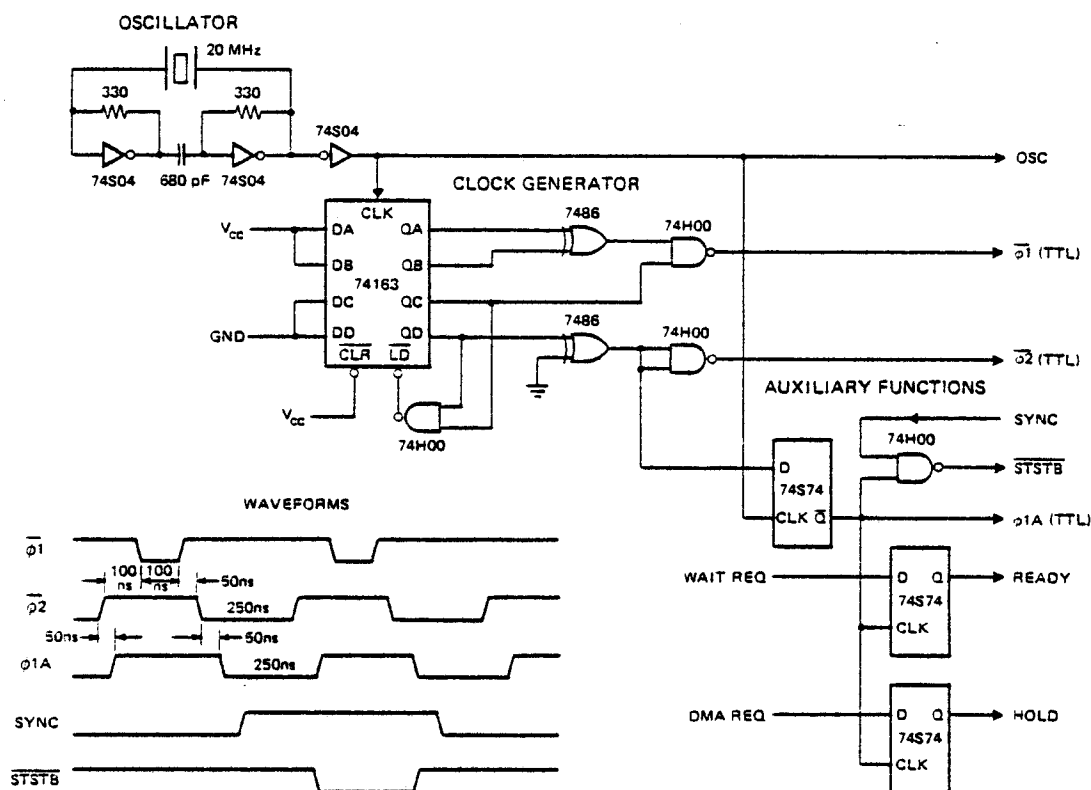 OSCILLATOR
20 MHz
330
330
74S04
74S04
680 pF
74S04
OSC
CLOCK GENERATOR
CLK
VCC
DA
QA
7486
74H00
φ1 (TTL)
DB
QB
74163
DC
QC
GND
DD
QD
7486
74H00
φ2 (TTL)
CLR
LD
VCC
74H00
AUXILIARY FUNCTIONS
SYNC
74H00
D
74S74
STSTB
CLK
Q
φ1A (TTL)
WAIT REQ
D
Q
READY
74S74
CLK
DMA REQ
D
Q
HOLD
74S74
CLK
WAVEFORMS
φ1
100 ns
100 ns
50ns
φ2
250ns
50ns
50ns
φ1A
250ns
SYNC
STSTB